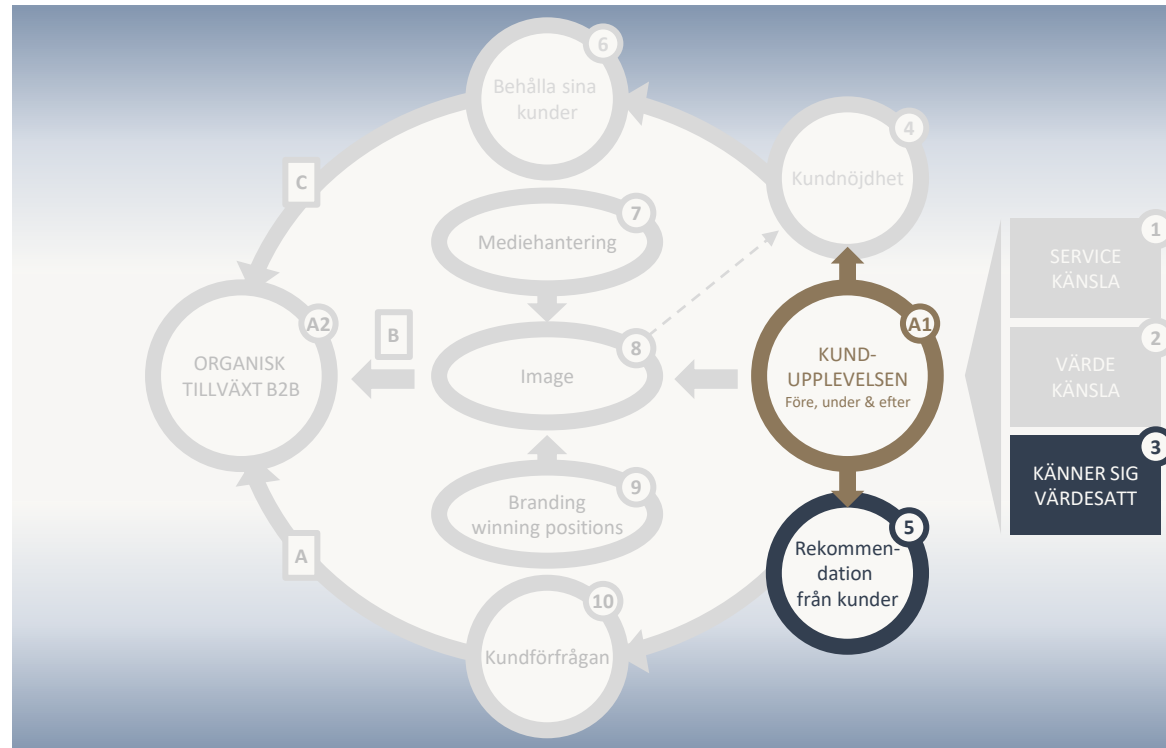 6
Behålla sina
kunder
4
Kundnöjdhet
C
7
Mediehantering
1
SERVICE
KÄNSLA
A2
ORGANISK
TILLVÄXT B2B
B
8
Image
A1
KUND-
UPPLEVELSEN
Före, under & efter
2
VÄRDE
KÄNSLA
3
KÄNNER SIG
VÄRDESATT
9
Branding
winning positions
5
Rekommen-
dation
från kunder
A
10
Kundförfrågan